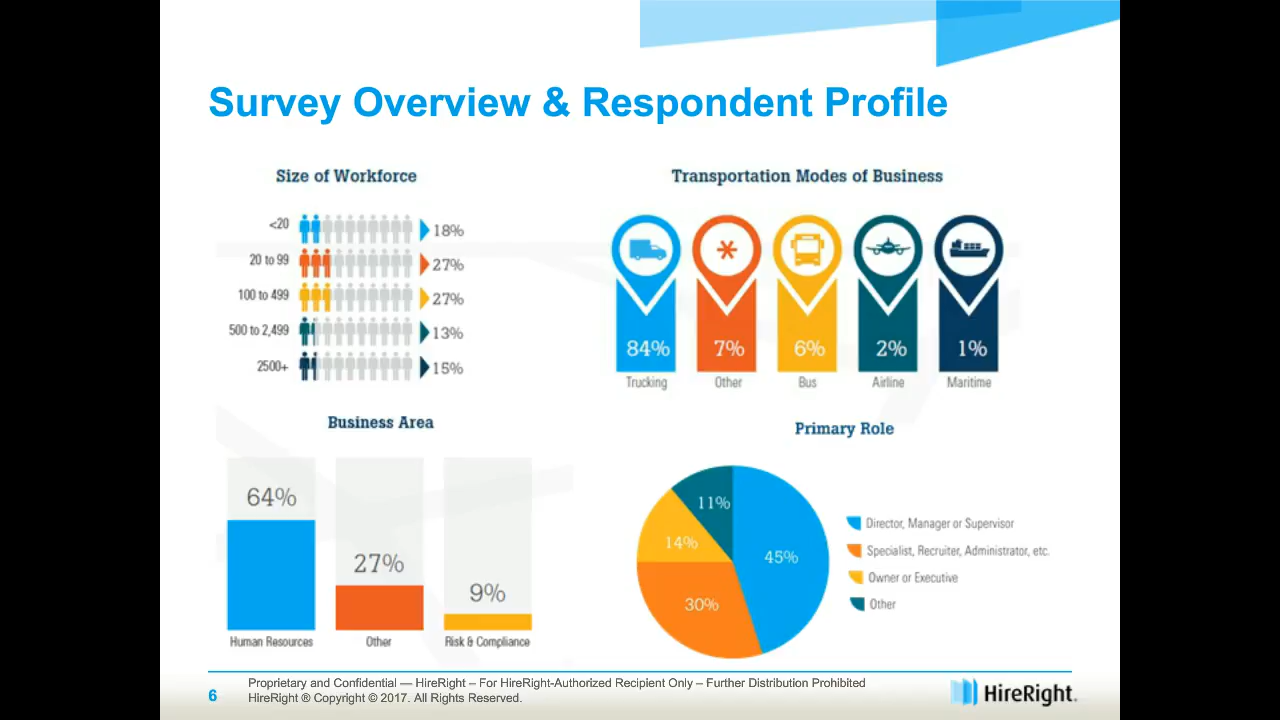 Survey Overview & Respondent Profile
Size of Workforce
<20
18%
20 to 99
27%
100 to 499
27%
500 to 2,499
13%
2500+
15%
Transportation Modes of Business
84%
7%
6%
2%
1%
Trucking
Other
Bus
Airline
Maritime
Business Area
64%
27%
9%
Human Resources
Other
Risk & Compliance
Primary Role
11%
14%
45%
30%
Director, Manager or Supervisor
Specialist, Recruiter, Administrator, etc.
Owner or Executive
Other
6
Proprietary and Confidential — HireRight – For HireRight-Authorized Recipient Only – Further Distribution Prohibited
HireRight ® Copyright © 2017. All Rights Reserved.
HireRight